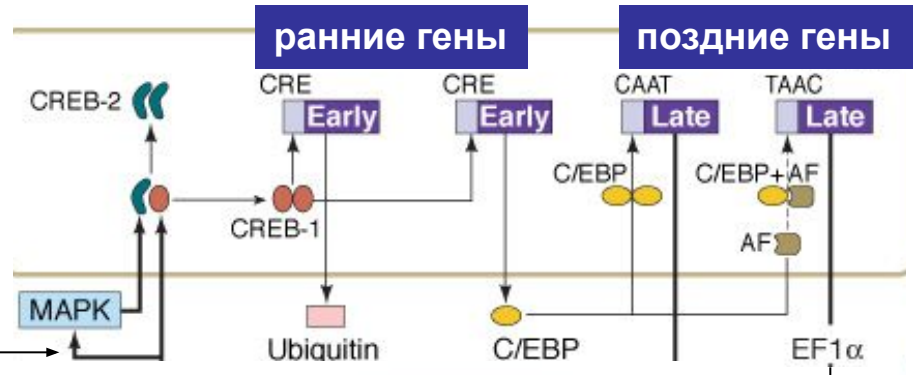 ранние гены
поздние гены
CRE
CRE
CAAT
TAAC
CREB-2
Early
Early
Late
Late
C/EBP
C/EBP+AF
CREB-1
AF
MAPK
Ubiquitin
C/EBP
EF1α